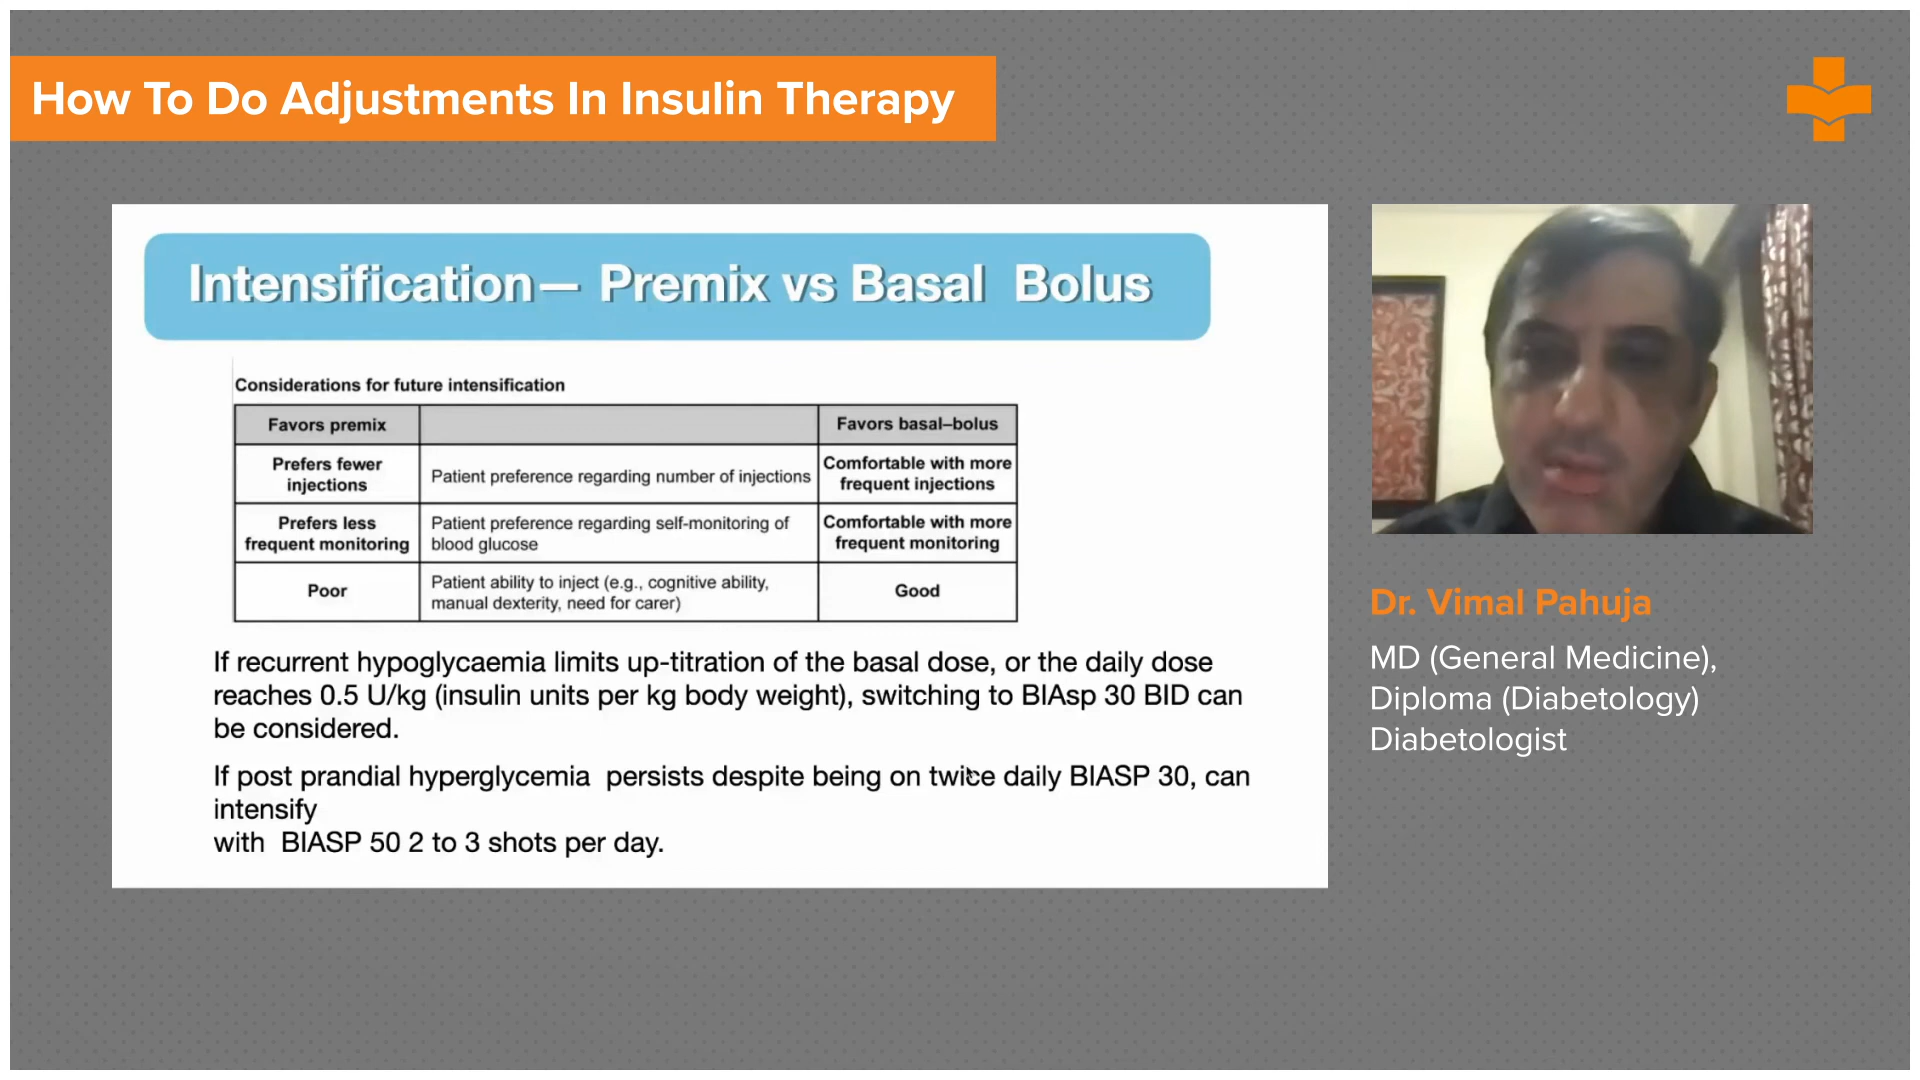 How To Do Adjustments In Insulin Therapy
Intensification— Premix vs Basal Bolus
Considerations for future intensification
Favors premix
Favors basal–bolus
Prefers fewer
injections
Patient preference regarding number of injections
Comfortable with more
frequent injections
Prefers less
frequent monitoring
Patient preference regarding self-monitoring of
blood glucose
Comfortable with more
frequent monitoring
Poor
Patient ability to inject (e.g., cognitive ability,
manual dexterity, need for carer)
Good
If recurrent hypoglycaemia limits up-titration of the basal dose, or the daily dose
reaches 0.5 U/kg (insulin units per kg body weight), switching to BIAsp 30 BID can
be considered.
If post prandial hyperglycemia persists despite being on twice daily BIASP 30, can
intensify
with BIASP 50 2 to 3 shots per day.
Dr. Vimal Pahuja
MD (General Medicine),
Diploma (Diabetology)
Diabetologist